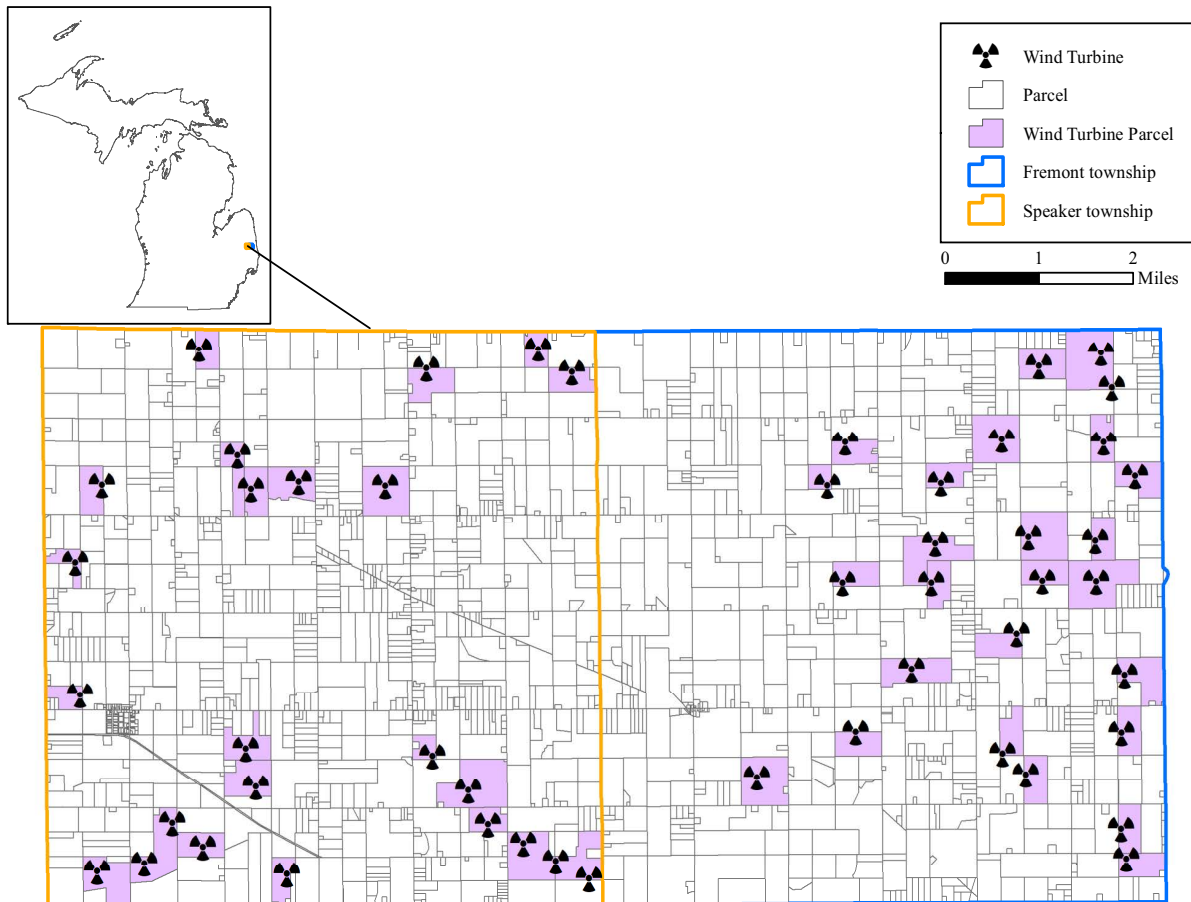 Wind Turbine
Parcel
Wind Turbine Parcel
Fremont township
Speaker township
0 1 2
Miles